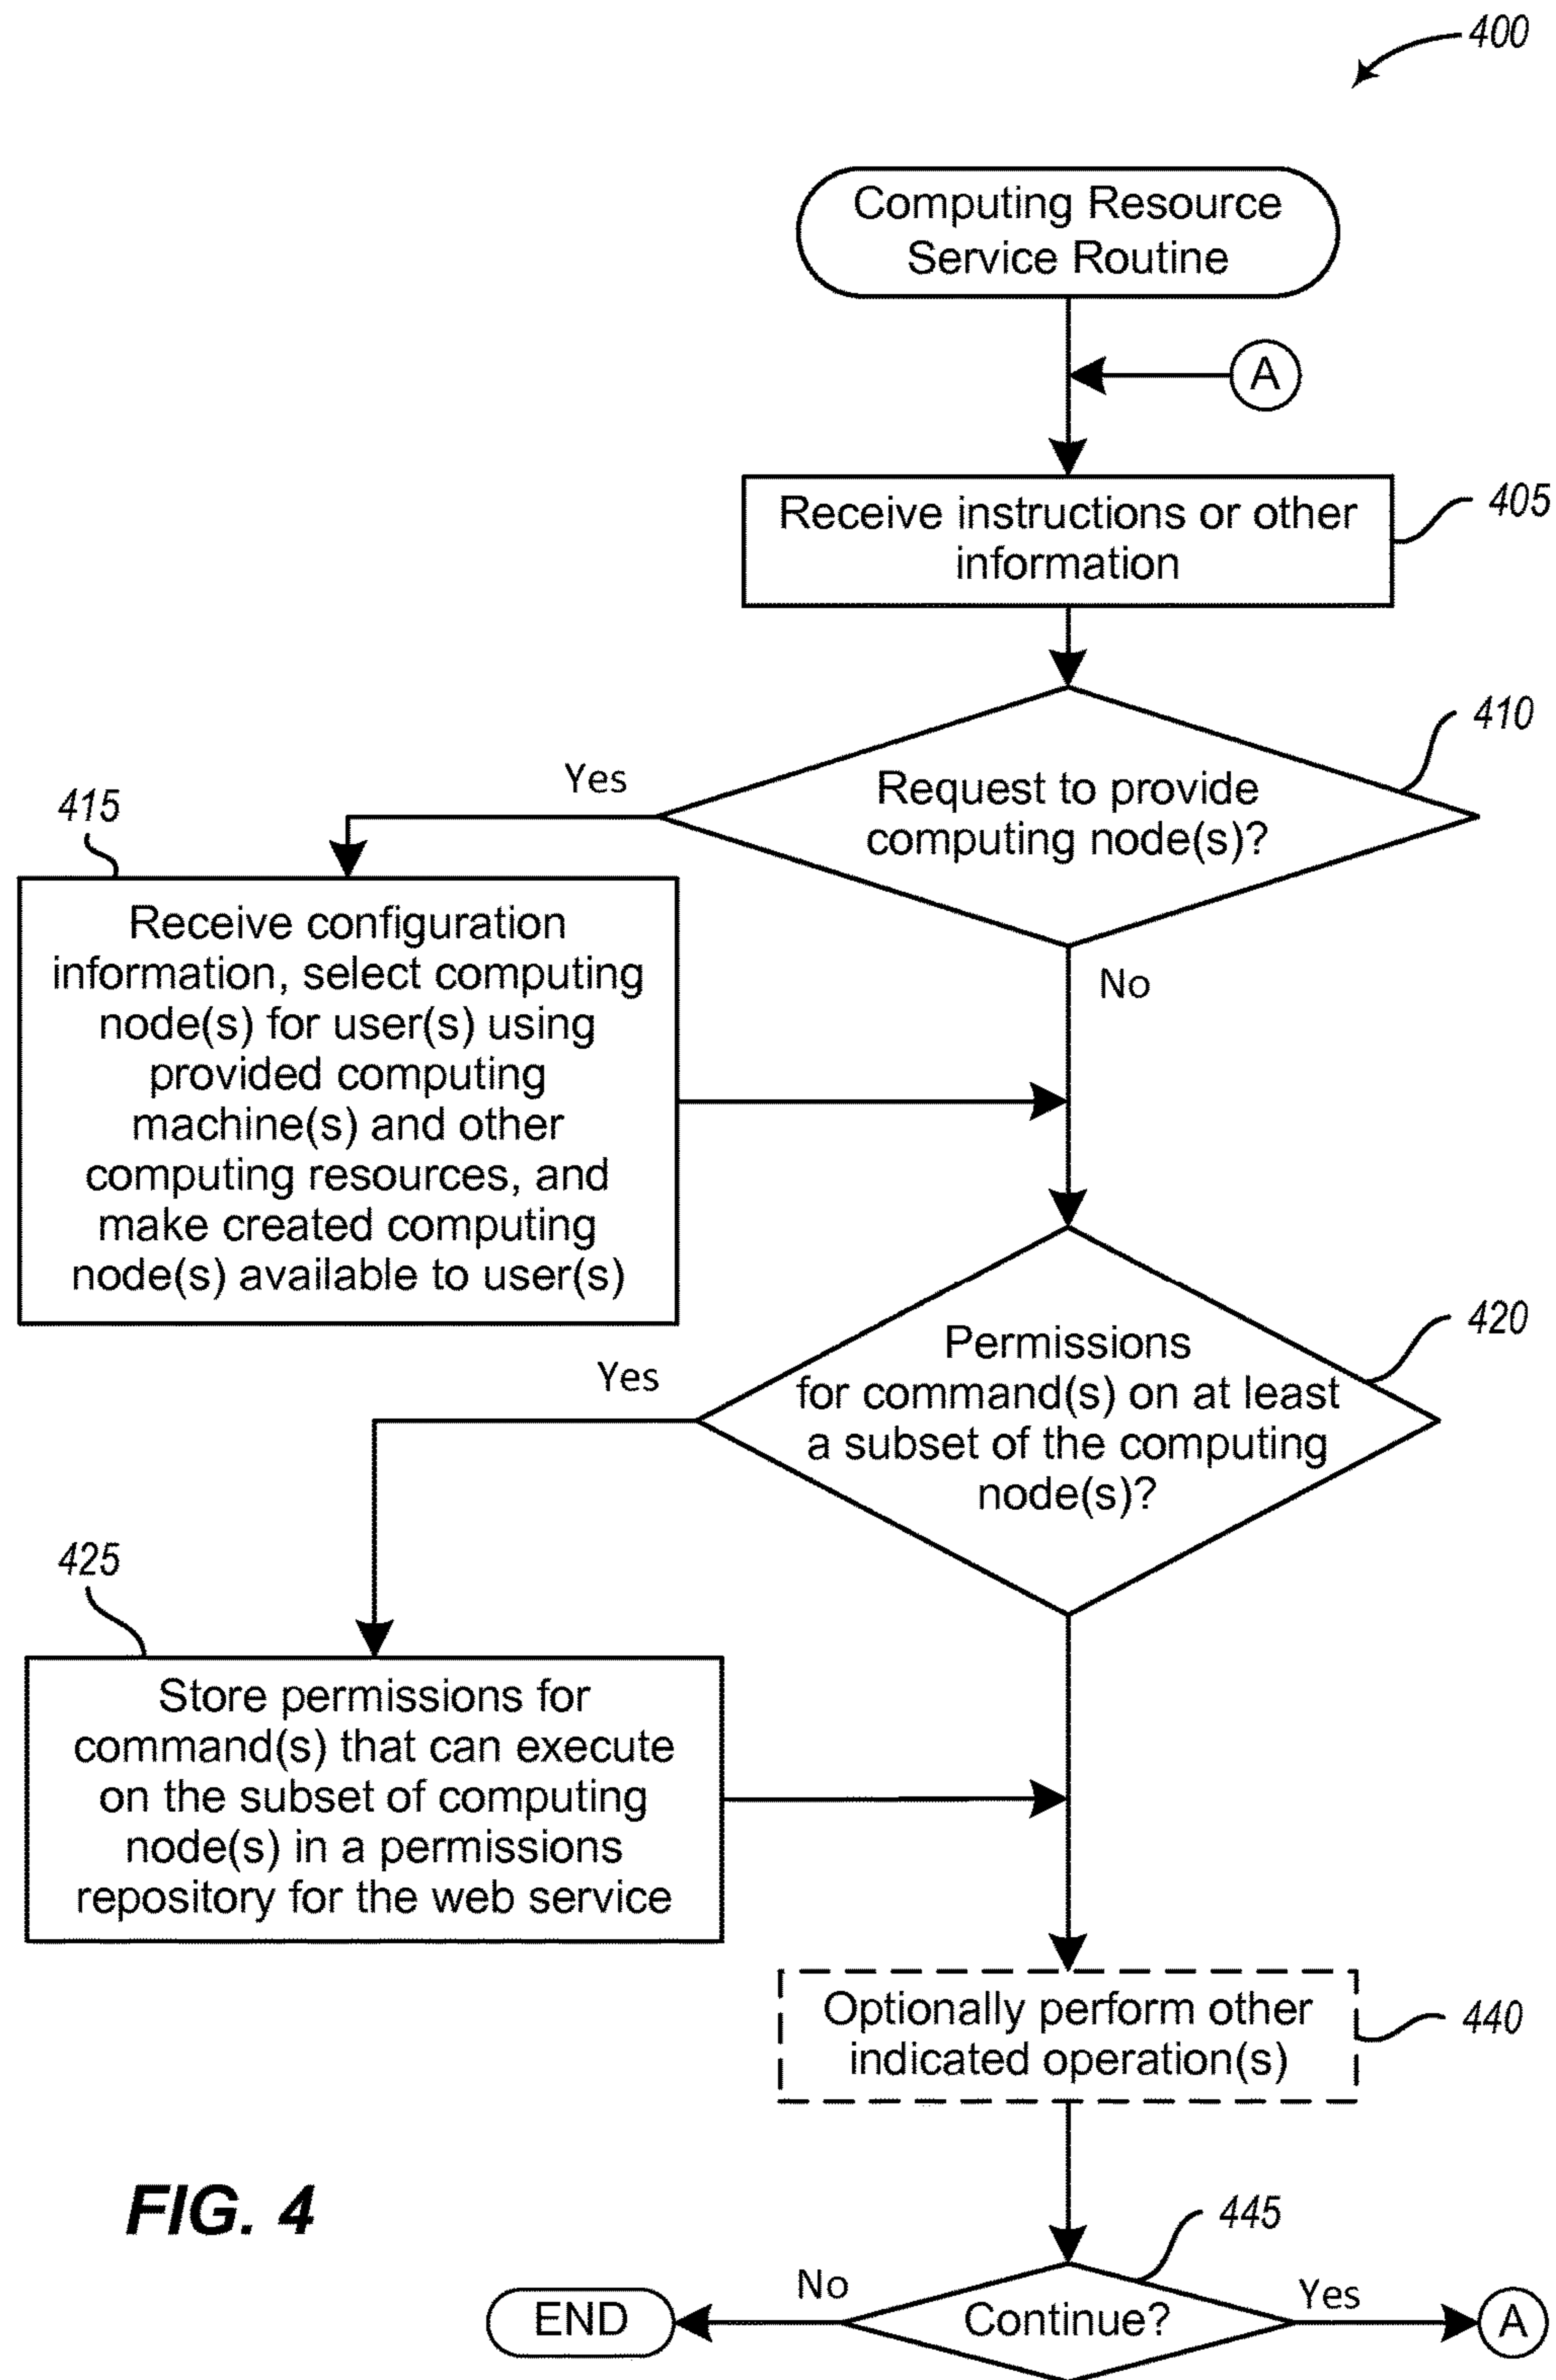 400
Computing Resource
Service Routine
A
Receive instructions or other
information
405
410
Request to provide
computing node(s)?
Yes
No
415
Receive configuration
information, select computing
node(s) for user(s) using
provided computing
machine(s) and other
computing resources, and
make created computing
node(s) available to user(s)
420
Permissions
for command(s) on at least
a subset of the computing
node(s)?
Yes
425
Store permissions for
command(s) that can execute
on the subset of computing
node(s) in a permissions
repository for the web service
Optionally perform other
indicated operation(s)
440
FIG. 4
445
Continue?
No
END
Yes
A